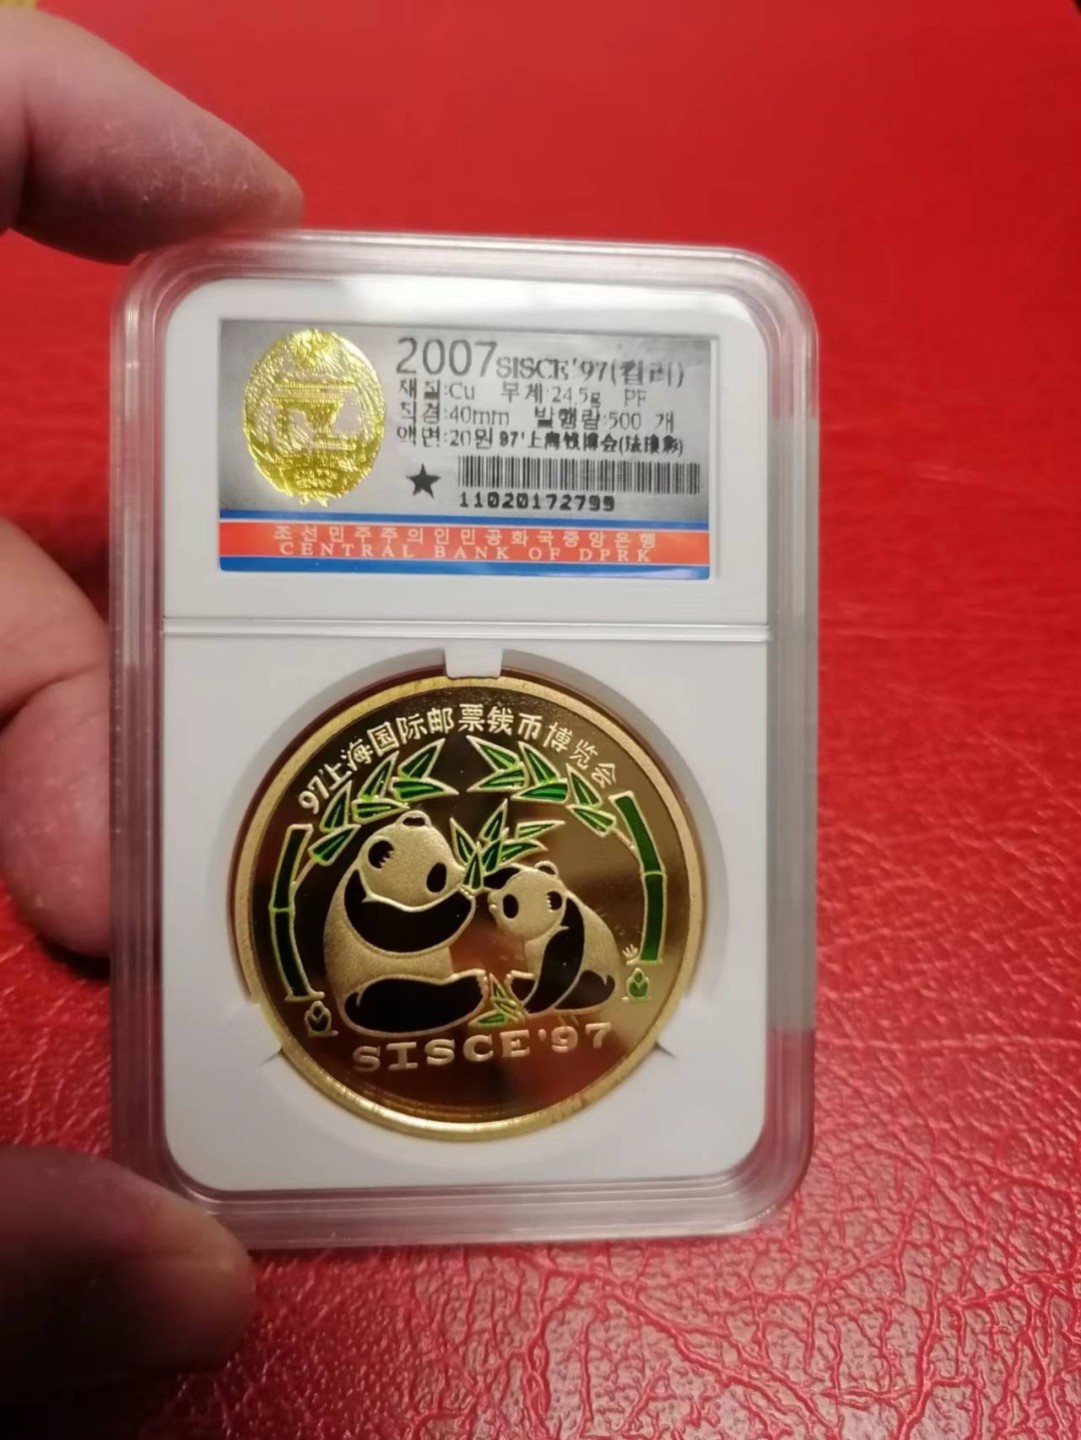 2007 SISCE'97(컬러)
재질:Cu 무게:24.5g PF
직경:40mm 발행량:500 개
액면:20원 97'上海钱博会(珐琅彩)
★
11020172799
조선민주주의인민공화국중앙은행
CENTRAL BANK OF DPRK
97'上海国际邮票钱币博览会
SISCE'97